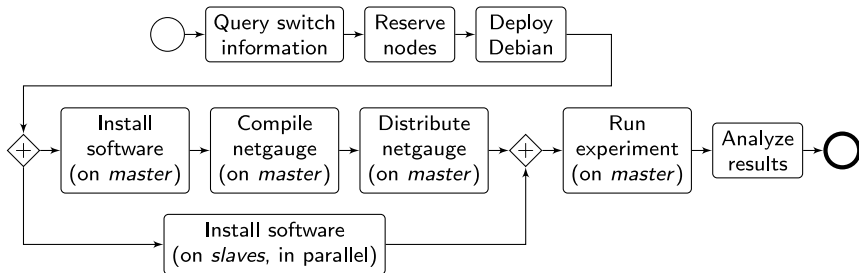 Query switch
information
Reserve
nodes
Deploy
Debian
Install
software
(on master)
Compile
netgauge
(on master)
Distribute
netgauge
(on master)
Run
experiment
(on master)
Analyze
results
Install software
(on slaves, in parallel)